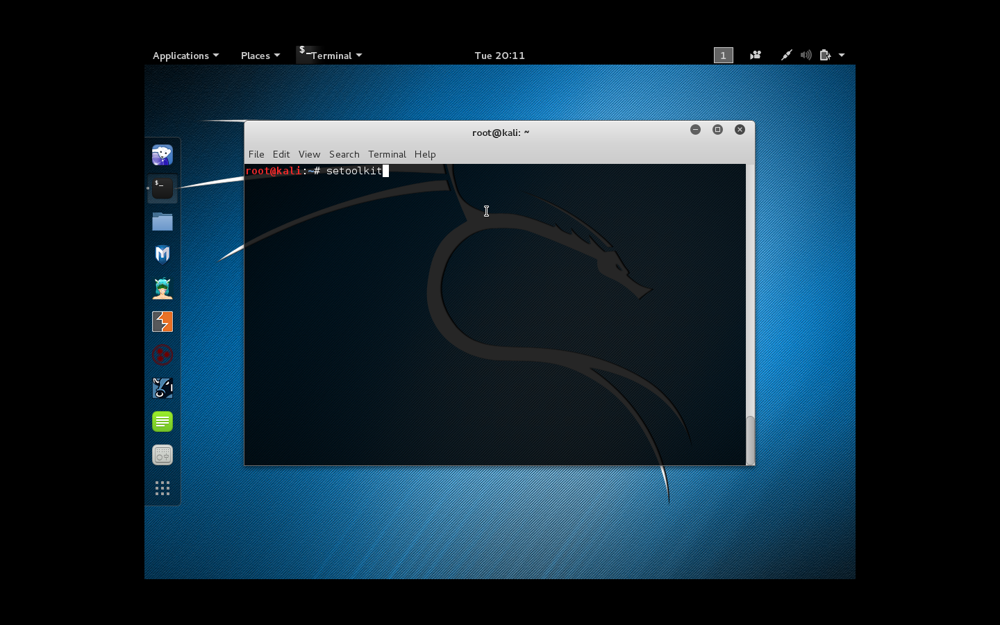 Applications Places $_ Terminal Tue 20:11 1
root@kali: ~
File Edit View Search Terminal Help
root@kali:~# setoolkit
$_